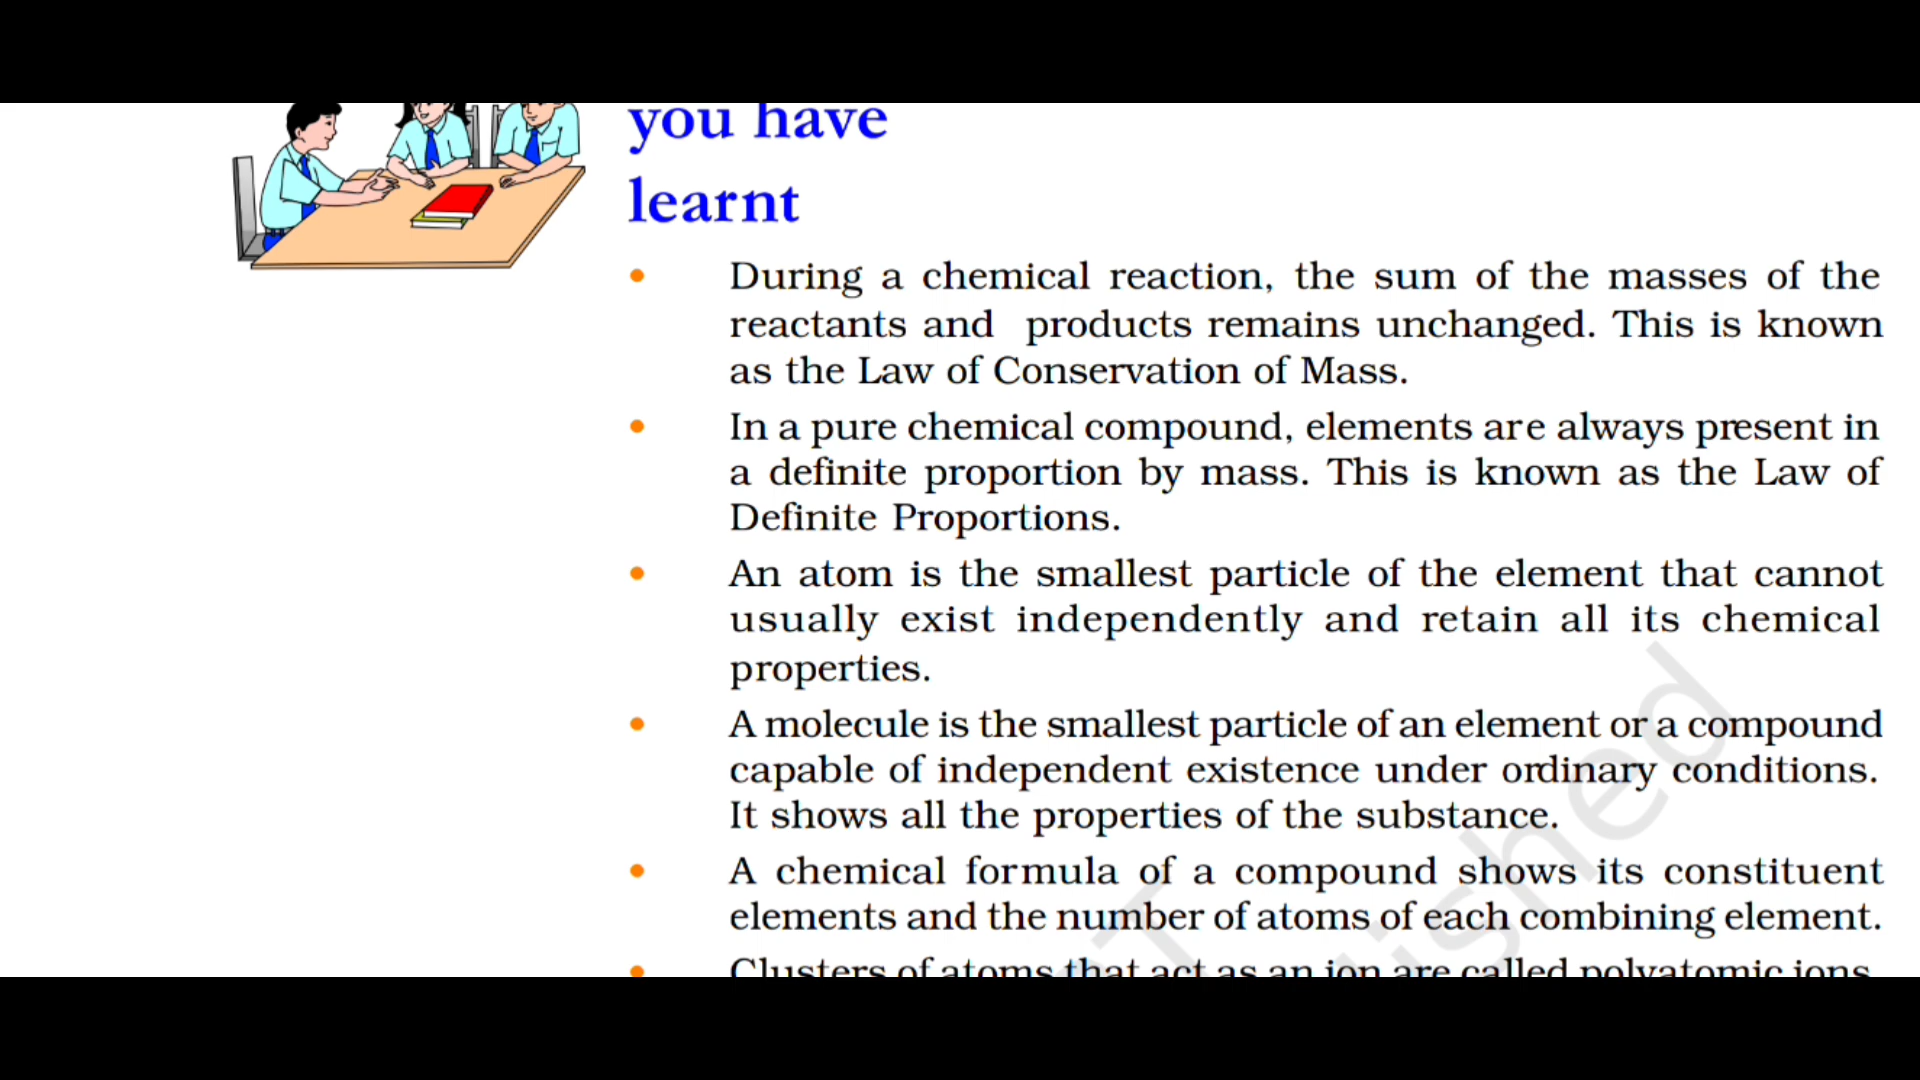 you have
learnt
During a chemical reaction, the sum of the masses of the
reactants and products remains unchanged. This is known
as the Law of Conservation of Mass.
In a pure chemical compound, elements are always present in
a definite proportion by mass. This is known as the Law of
Definite Proportions.
An atom is the smallest particle of the element that cannot
usually exist independently and retain all its chemical
properties.
A molecule is the smallest particle of an element or a compound
capable of independent existence under ordinary conditions.
It shows all the properties of the substance.
A chemical formula of a compound shows its constituent
elements and the number of atoms of each combining element.
Clusters of atoms that act as an ion are called polyatomic ions.